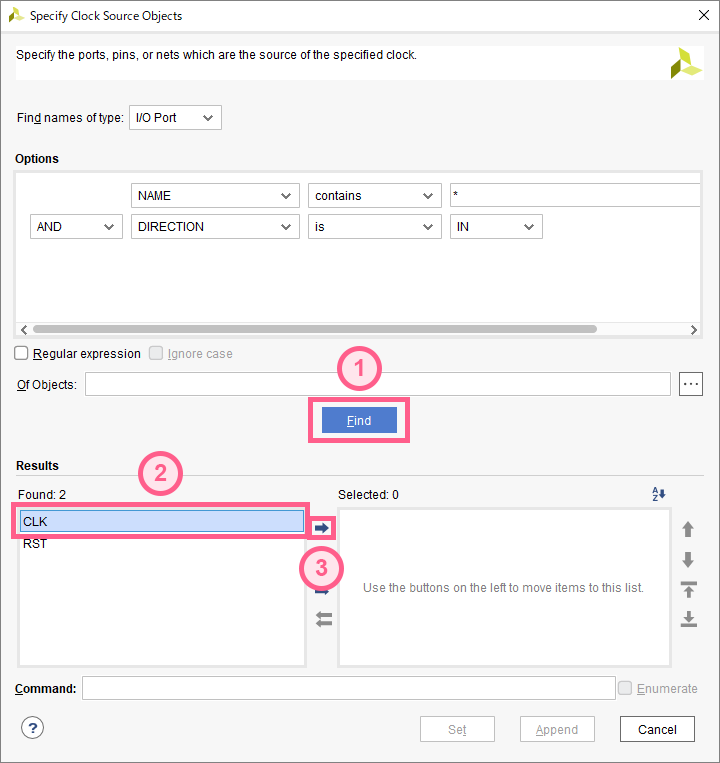 Specify Clock Source Objects
Specify the ports, pins, or nets which are the source of the specified clock.
Find names of type: I/O Port
Options
NAME contains *
AND DIRECTION is IN
Regular expression Ignore case
1
Of Objects: ...
Find
Results
2
Found: 2 Selected: 0
CLK
RST
3
Use the buttons on the left to move items to this list.
Command: Enumerate
? Set Append Cancel